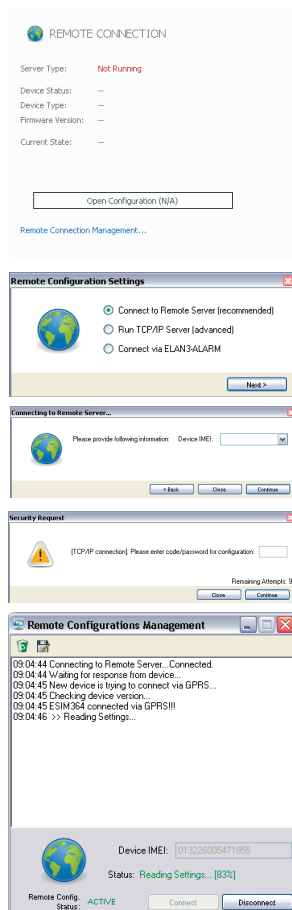 REMOTE CONNECTION
Server Type: Not Running
Device Status: --
Device Type: --
Firmware Version: --
Current State: --
Open Configuration (N/A)
Remote Connection Management...
Remote Configuration Settings
Connect to Remote Server (recommended)
Run TCP/IP Server (advanced)
Connect via ELAN3-ALARM
Next >
Connecting to Remote Server...
Please provide following information: Device IMEI:
< Back Close Continue
Security Request
[TCP/IP connection]. Please enter code/password for configuration:
Remaining Attempts: 9
Close Continue
Remote Configurations Management
09:04:44 Connecting to Remote Server...Connected.
09:04:44 Waiting for response from device...
09:04:45 New device is tying to connect via GPRS...
09:04:45 Checking device version...
09:04:45 ESIM364 connected via GPRS!!!
09:04:46 >> Reading Settings...
Device IMEI: 013226005471855
Status: Reading Settings... [83%]
Remote Config. Status: ACTIVE
Connect Disconnect